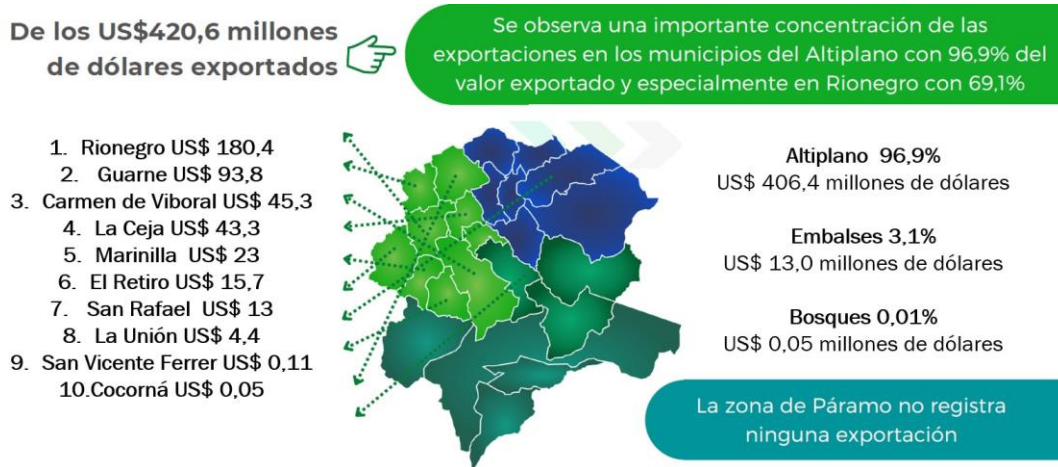 De los US$420,6 millones
de dólares exportados
Se observa una importante concentración de las
exportaciones en los municipios del Altiplano con 96,9% del
valor exportado y especialmente en Rionegro con 69,1%
1. Rionegro US$ 180,4
2. Guarne US$ 93,8
3. Carmen de Viboral US$ 45,3
4. La Ceja US$ 43,3
5. Marinilla US$ 23
6. El Retiro US$ 15,7
7. San Rafael US$ 13
8. La Unión US$ 4,4
9. San Vicente Ferrer US$ 0,11
10.Cocorná US$ 0,05
Altiplano 96,9%
US$ 406,4 millones de dólares
Embalses 3,1%
US$ 13,0 millones de dólares
Bosques 0,01%
US$ 0,05 millones de dólares
La zona de Páramo no registra
ninguna exportación